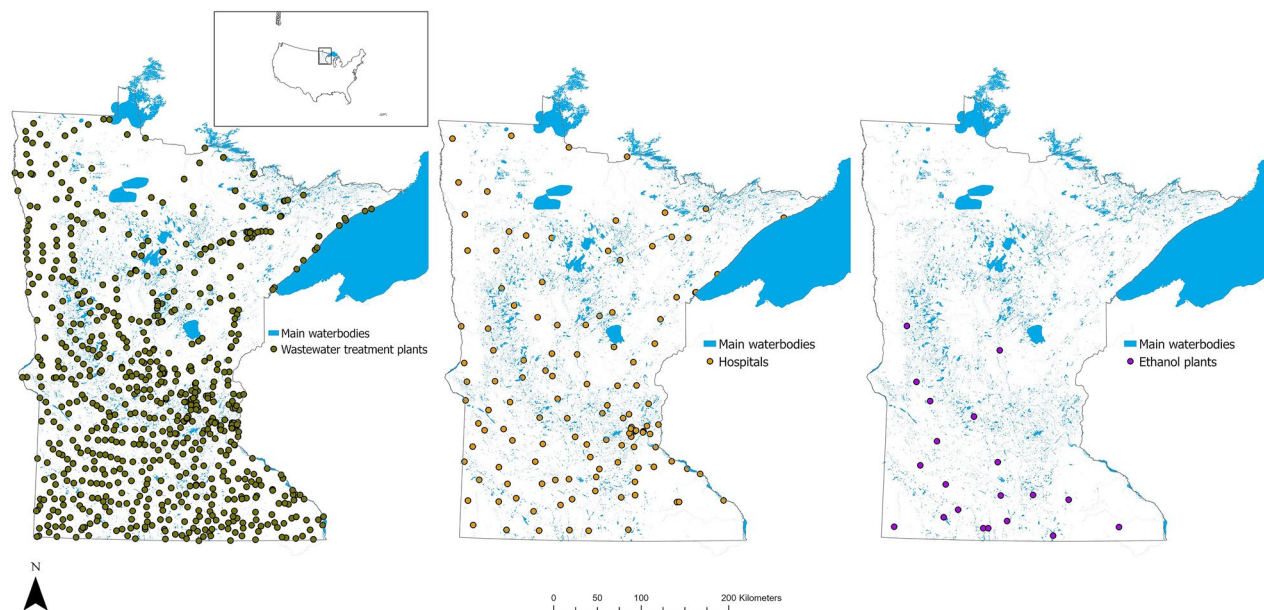 Main waterbodies
Wastewater treatment plants
Main waterbodies
Hospitals
Main waterbodies
Ethanol plants
N
0 50 100 200 Kilometers